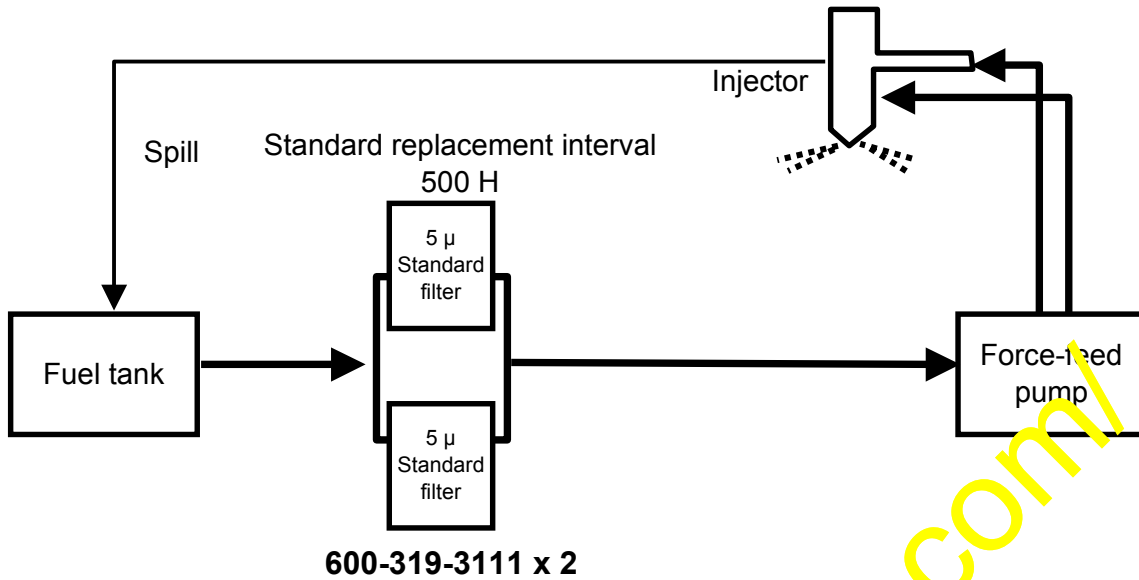 Injector
Spill
Standard replacement interval
500 H
5 μ
Standard
filter
Fuel tank
Force-feed
pump
5 μ
Standard
filter
600-319-3111 x 2
com/